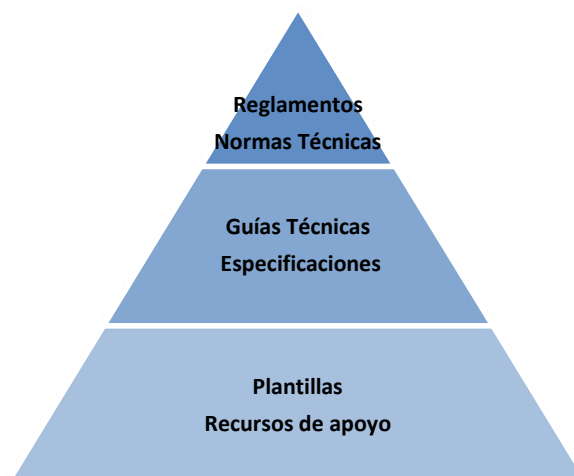 Reglamentos
Normas Técnicas
Guías Técnicas
Especificaciones
Plantillas
Recursos de apoyo